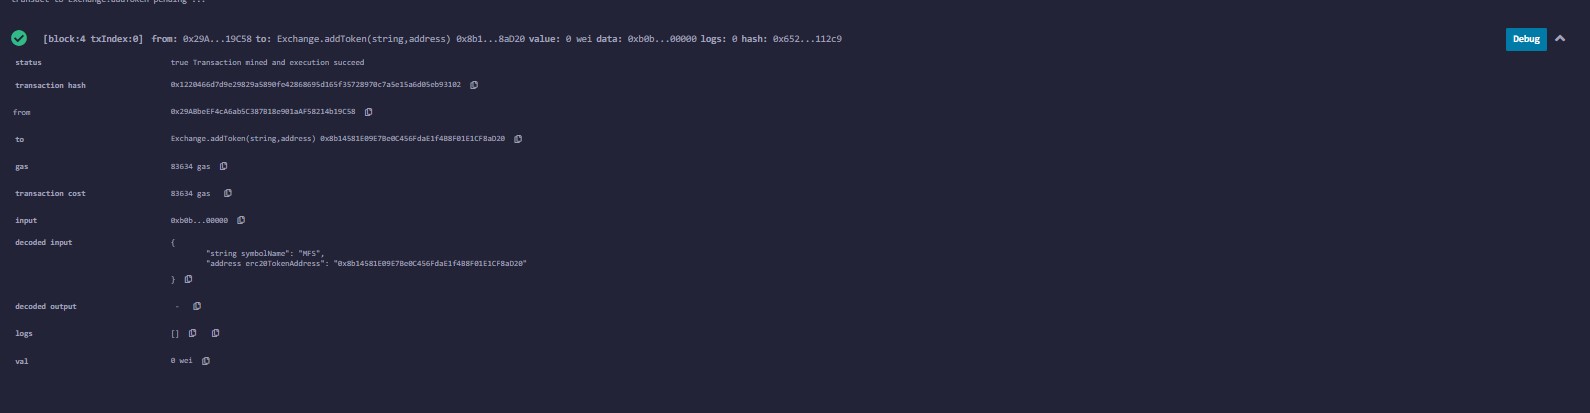 transact to Exchange.addToken pending ...
[block:4 txIndex:0] from: 0x29A...19C58 to: Exchange.addToken(string,address) 0x8b1...8aD20 value: 0 wei data: 0xb0b...00000 logs: 0 hash: 0x652...112c9
Debug
status true Transaction mined and execution succeed
transaction hash 0x1220466d7d9e29829a5890fe42868695d165f35728970c7a5e15a6d05eb93102
from 0x29ABbeEF4cA6ab5C387B18e901aAF58214b19C58
to Exchange.addToken(string,address) 0x8b14581E09E7Be0C456FdaE1f4B8F01E1CF8aD20
gas 83634 gas
transaction cost 83634 gas
input 0xb0b...00000
decoded input {
"string symbolName": "MFS",
"address erc20TokenAddress": "0x8b14581E09E7Be0C456FdaE1f4B8F01E1CF8aD20"
}
decoded output -
logs []
val 0 wei